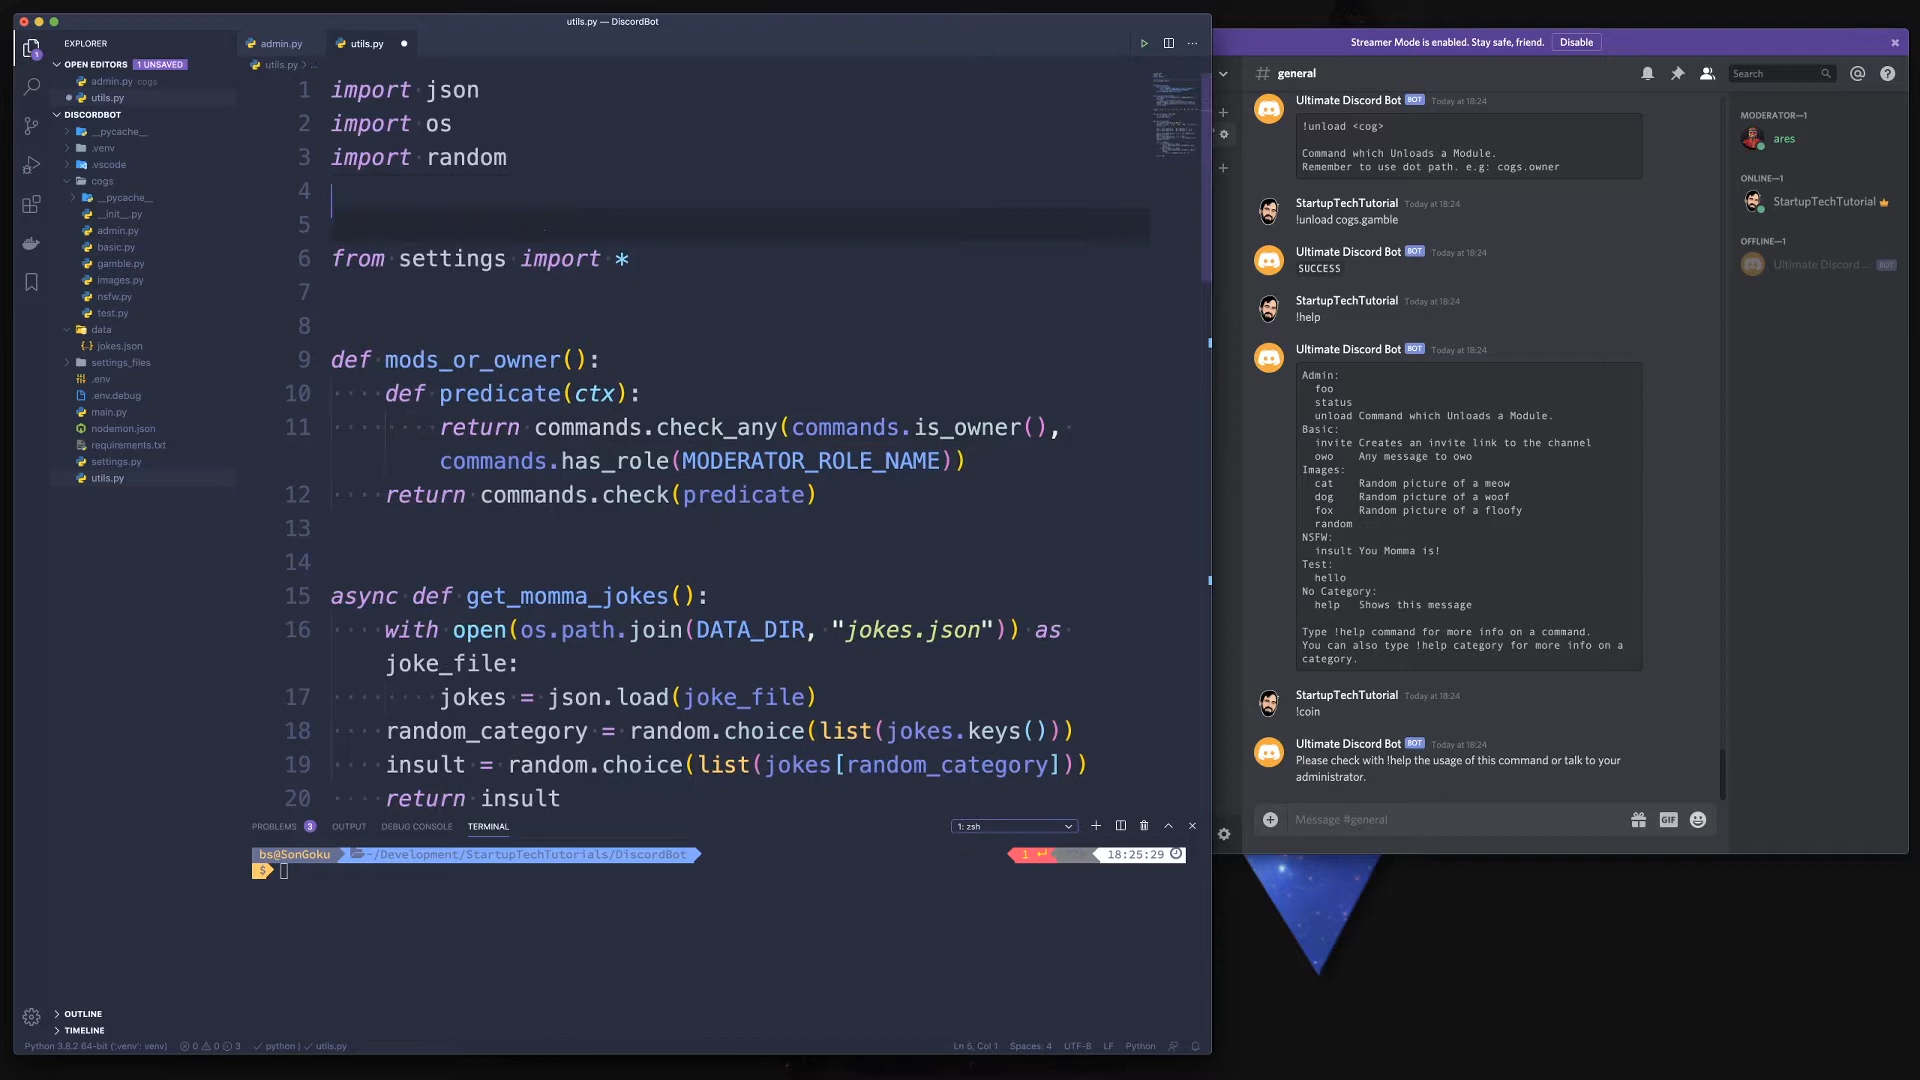 utils.py — DiscordBot
EXPLORER
OPEN EDITORS 1 UNSAVED
admin.py cogs
utils.py
DISCORDBOT
__pycache__
.venv
.vscode
cogs
__pycache__
__init__.py
admin.py
basic.py
gamble.py
images.py
nsfw.py
test.py
data
jokes.json
settings_files
.env
.env.debug
main.py
nodemon.json
requirements.txt
settings.py
utils.py
OUTLINE
TIMELINE
admin.py
utils.py
utils.py > ...
1 import json
2 import os
3 import random
4
5
6 from settings import *
7
8
9 def mods_or_owner():
10 def predicate(ctx):
11 return commands.check_any(commands.is_owner(),
commands.has_role(MODERATOR_ROLE_NAME))
12 return commands.check(predicate)
13
14
15 async def get_momma_jokes():
16 with open(os.path.join(DATA_DIR, "jokes.json")) as
joke_file:
17 jokes = json.load(joke_file)
18 random_category = random.choice(list(jokes.keys()))
19 insult = random.choice(list(jokes[random_category]))
20 return insult
PROBLEMS 3 OUTPUT DEBUG CONSOLE TERMINAL 1: zsh
bs@SonGoku ~/Development/StartupTechTutorials/DiscordBot 1 18:25:29
$
Python 3.8.2 64-bit ('.venv': venv) 0 0 3 python utils.py Ln 5, Col 1 Spaces: 4 UTF-8 LF Python
Streamer Mode is enabled. Stay safe, friend. Disable
# general
Search
Ultimate Discord Bot BOT Today at 18:24
!unload <cog>
Command which Unloads a Module.
Remember to use dot path. e.g: cogs.owner
StartupTechTutorial Today at 18:24
!unload cogs.gamble
Ultimate Discord Bot BOT Today at 18:24
SUCCESS
StartupTechTutorial Today at 18:24
!help
Ultimate Discord Bot BOT Today at 18:24
Admin:
foo
status
unload Command which Unloads a Module.
Basic:
invite Creates an invite link to the channel
owo Any message to owo
Images:
cat Random picture of a meow
dog Random picture of a woof
fox Random picture of a floofy
random
NSFW:
insult You Momma is!
Test:
hello
No Category:
help Shows this message
Type !help command for more info on a command.
You can also type !help category for more info on a
category.
StartupTechTutorial Today at 18:24
!coin
Ultimate Discord Bot BOT Today at 18:24
Please check with !help the usage of this command or talk to your
administrator.
Message #general
GIF
MODERATOR—1
ares
ONLINE—1
StartupTechTutorial
OFFLINE—1
Ultimate Discord ... BOT